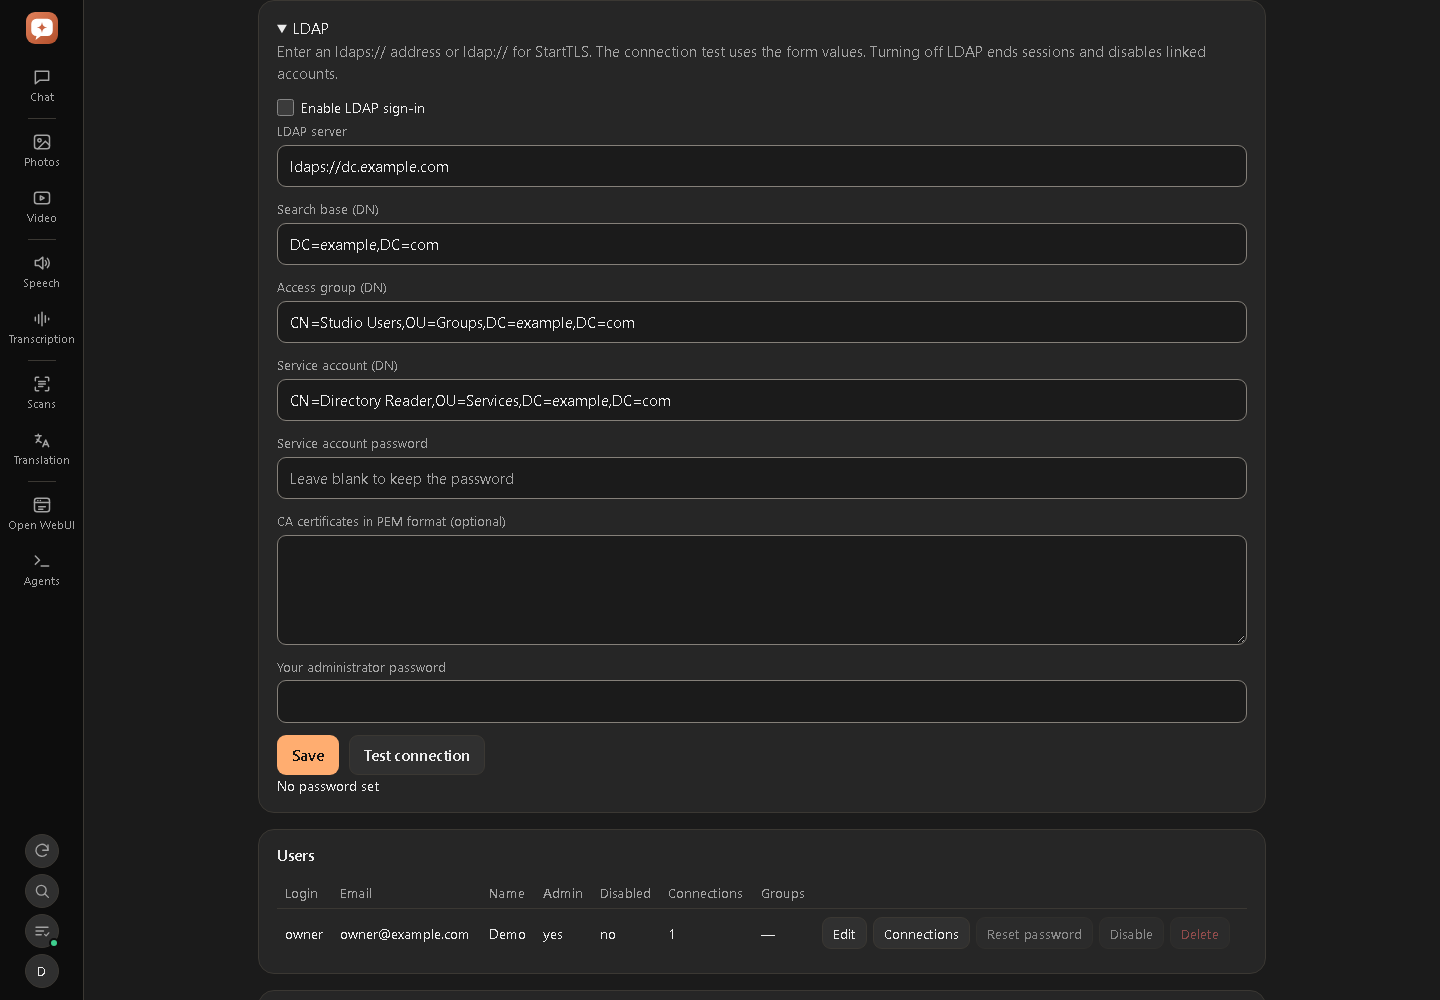 Chat
Photos
Video
Speech
Transcription
Scans
Translation
Open WebUI
Agents
D
LDAP
Enter an ldaps:// address or ldap:// for StartTLS. The connection test uses the form values. Turning off LDAP ends sessions and disables linked
accounts.
Enable LDAP sign-in
LDAP server
ldaps://dc.example.com
Search base (DN)
DC=example,DC=com
Access group (DN)
CN=Studio Users,OU=Groups,DC=example,DC=com
Service account (DN)
CN=Directory Reader,OU=Services,DC=example,DC=com
Service account password
Leave blank to keep the password
CA certificates in PEM format (optional)
Your administrator password
Save Test connection
No password set
Users
Login Email Name Admin Disabled Connections Groups
owner owner@example.com Demo yes no 1 — Edit Connections Reset password Disable Delete